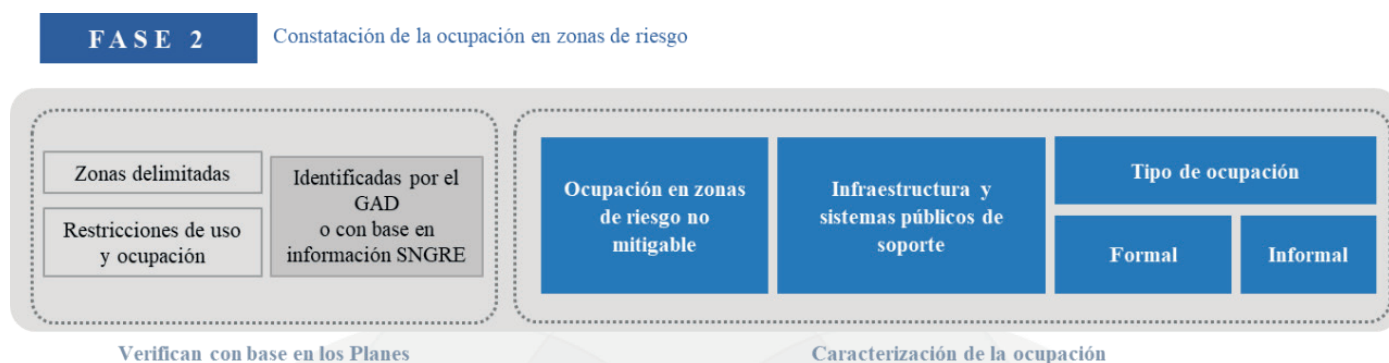 FASE 2
Constatación de la ocupación en zonas de riesgo
Zonas delimitadas
Restricciones de uso
y ocupación
Identificadas por el
GAD
o con base en
información SNGRE
Ocupación en zonas
de riesgo no
mitigable
Infraestructura y
sistemas públicos de
soporte
Tipo de ocupación
Formal
Informal
Verifican con base en los Planes
Caracterización de la ocupación